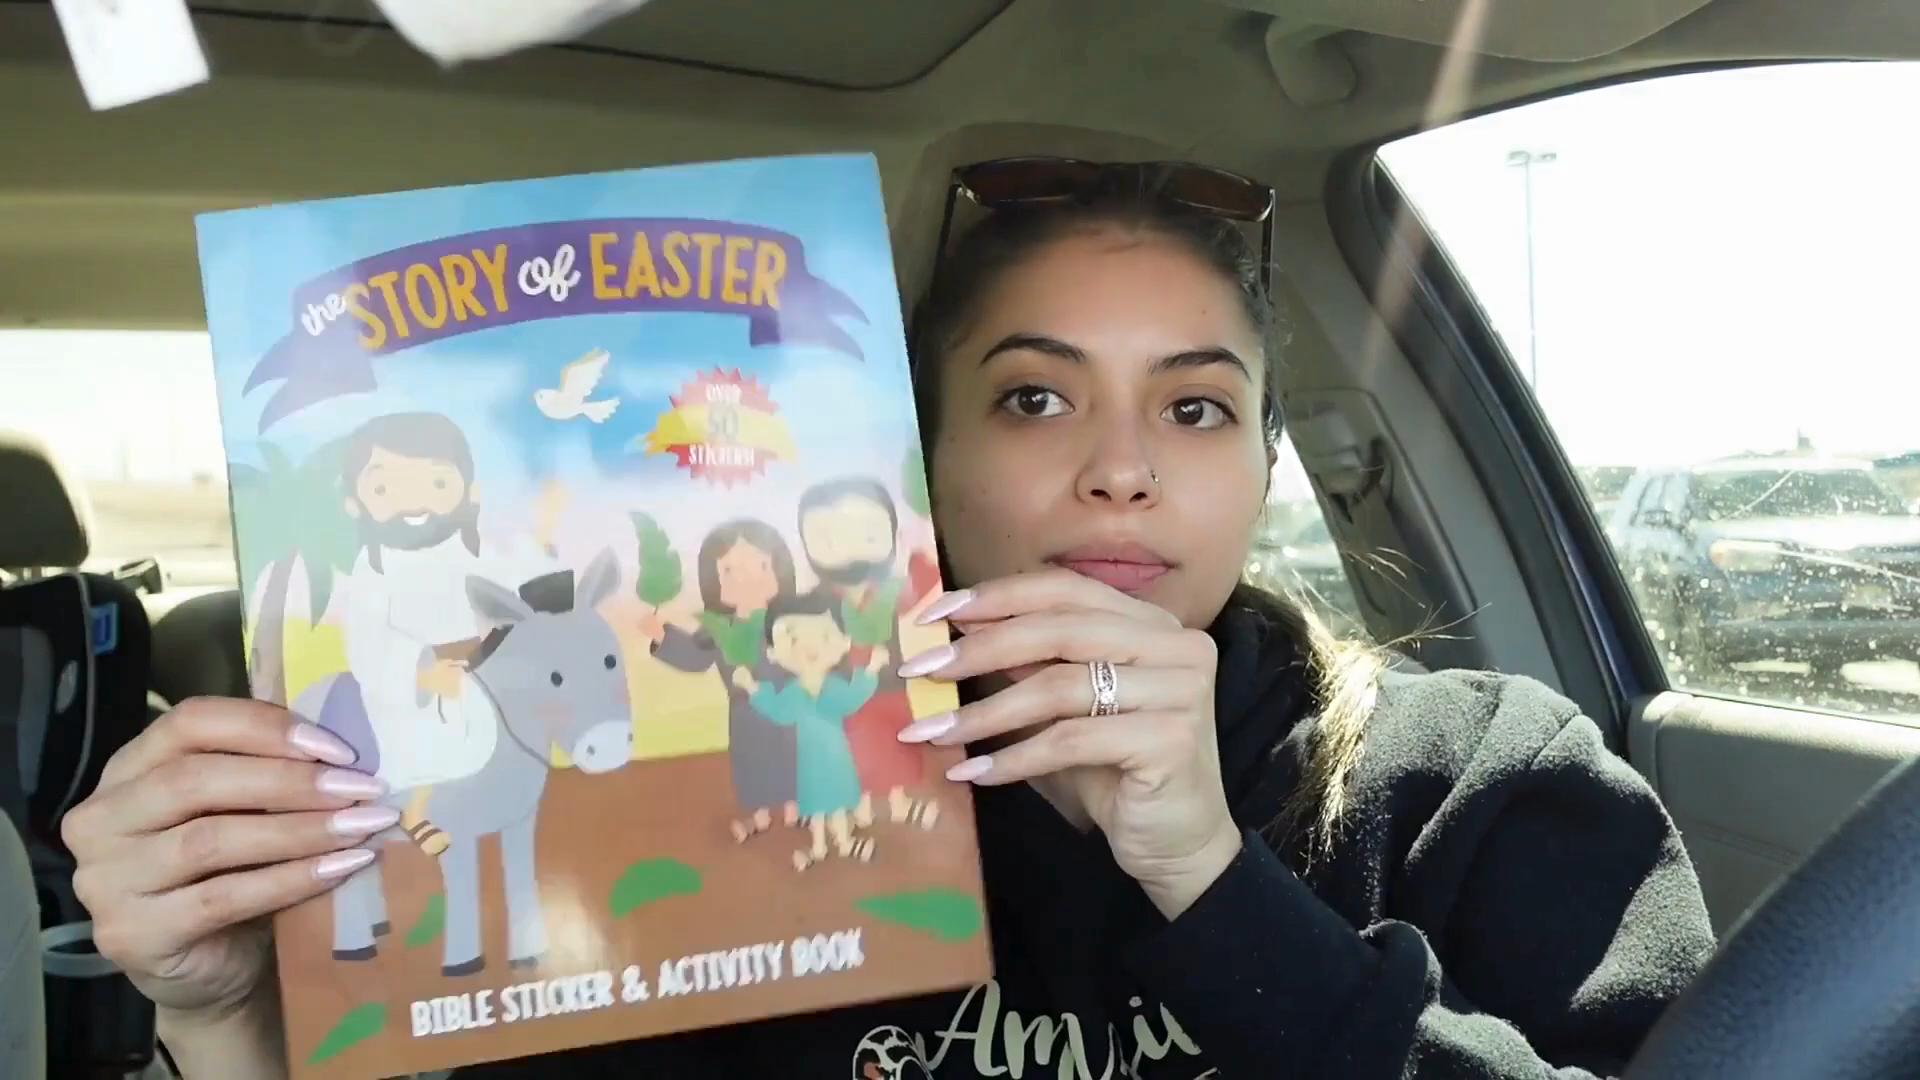 the STORY of EASTER
OVER
50
STICKERS!
BIBLE STICKER & ACTIVITY BOOK